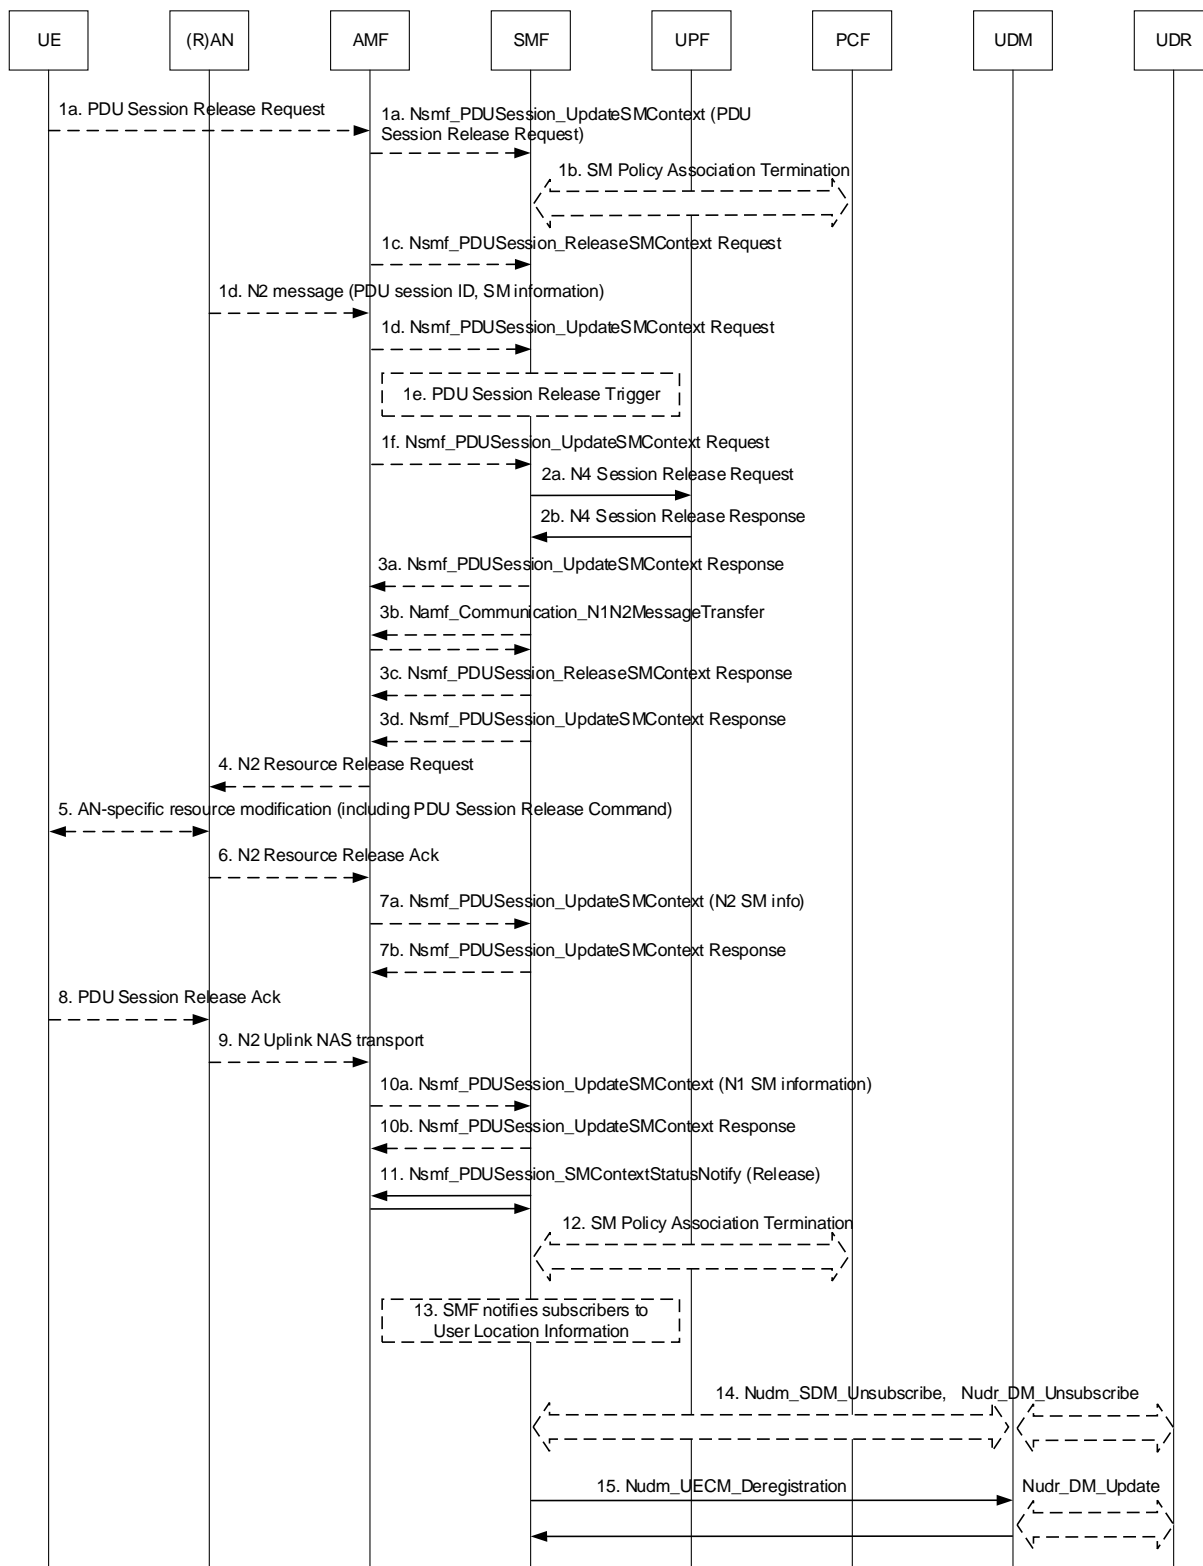 UE (R)AN AMF SMF UPF PCF UDM UDR
1a. PDU Session Release Request
1a. Nsmf_PDUSession_UpdateSMContext (PDU
Session Release Request)
1b. SM Policy Association Termination
1c. Nsmf_PDUSession_ReleaseSMContext Request
1d. N2 message (PDU session ID, SM information)
1d. Nsmf_PDUSession_UpdateSMContext Request
1e. PDU Session Release Trigger
1f. Nsmf_PDUSession_UpdateSMContext Request
2a. N4 Session Release Request
2b. N4 Session Release Response
3a. Nsmf_PDUSession_UpdateSMContext Response
3b. Namf_Communication_N1N2MessageTransfer
3c. Nsmf_PDUSession_ReleaseSMContext Response
3d. Nsmf_PDUSession_UpdateSMContext Response
4. N2 Resource Release Request
5. AN-specific resource modification (including PDU Session Release Command)
6. N2 Resource Release Ack
7a. Nsmf_PDUSession_UpdateSMContext (N2 SM info)
7b. Nsmf_PDUSession_UpdateSMContext Response
8. PDU Session Release Ack
9. N2 Uplink NAS transport
10a. Nsmf_PDUSession_UpdateSMContext (N1 SM information)
10b. Nsmf_PDUSession_UpdateSMContext Response
11. Nsmf_PDUSession_SMContextStatusNotify (Release)
12. SM Policy Association Termination
13. SMF notifies subscribers to
User Location Information
14. Nudm_SDM_Unsubscribe, Nudr_DM_Unsubscribe
15. Nudm_UECM_Deregistration Nudr_DM_Update